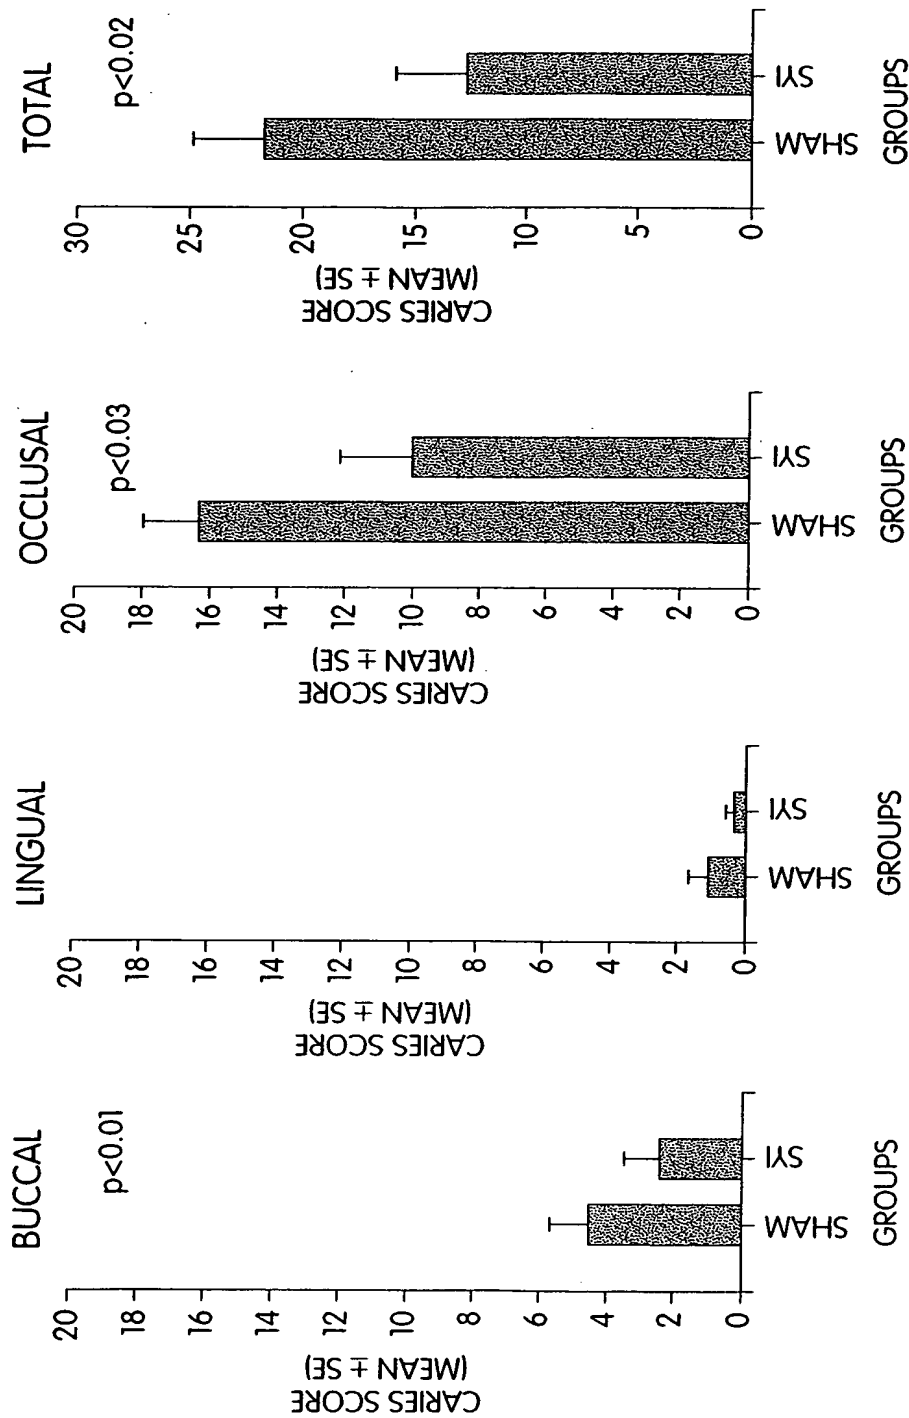 BUCCAL
p<0.01
CARIES SCORE
(MEAN ± SE)
20
18
16
14
12
10
8
6
4
2
0
SHAM
SYI
GROUPS
LINGUAL
CARIES SCORE
(MEAN ± SE)
20
18
16
14
12
10
8
6
4
2
0
SHAM
SYI
GROUPS
OCCLUSAL
p<0.03
CARIES SCORE
(MEAN ± SE)
20
18
16
14
12
10
8
6
4
2
0
SHAM
SYI
GROUPS
TOTAL
p<0.02
CARIES SCORE
(MEAN ± SE)
30
25
20
15
10
5
0
SHAM
SYI
GROUPS